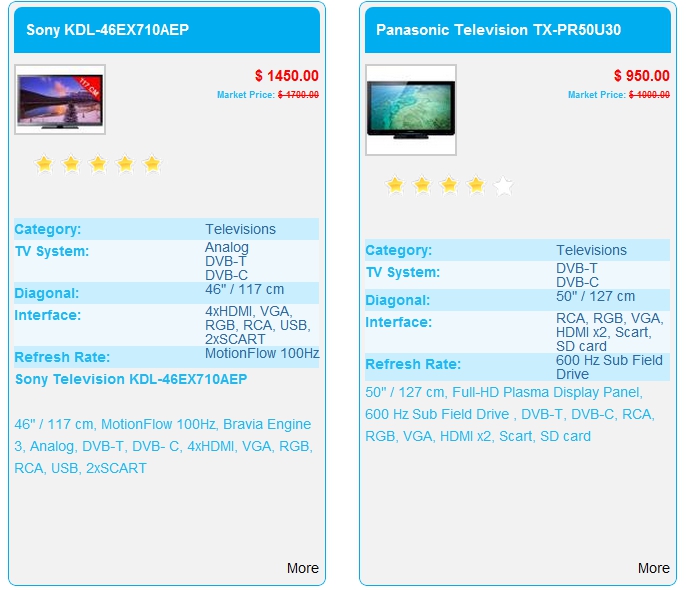 Sony KDL-46EX710AEP
$ 1450.00
Market Price: $ 1700.00
117 CM
Category: Televisions
TV System: Analog
DVB-T
DVB-C
Diagonal: 46" / 117 cm
Interface: 4xHDMI, VGA,
RGB, RCA, USB,
2xSCART
Refresh Rate: MotionFlow 100Hz
Sony Television KDL-46EX710AEP
46" / 117 cm, MotionFlow 100Hz, Bravia Engine
3, Analog, DVB-T, DVB- C, 4xHDMI, VGA, RGB,
RCA, USB, 2xSCART
More
Panasonic Television TX-PR50U30
$ 950.00
Market Price: $ 1000.00
Category: Televisions
TV System: DVB-T
DVB-C
Diagonal: 50" / 127 cm
Interface: RCA, RGB, VGA,
HDMI x2, Scart,
SD card
Refresh Rate: 600 Hz Sub Field
Drive
50" / 127 cm, Full-HD Plasma Display Panel,
600 Hz Sub Field Drive , DVB-T, DVB-C, RCA,
RGB, VGA, HDMI x2, Scart, SD card
More